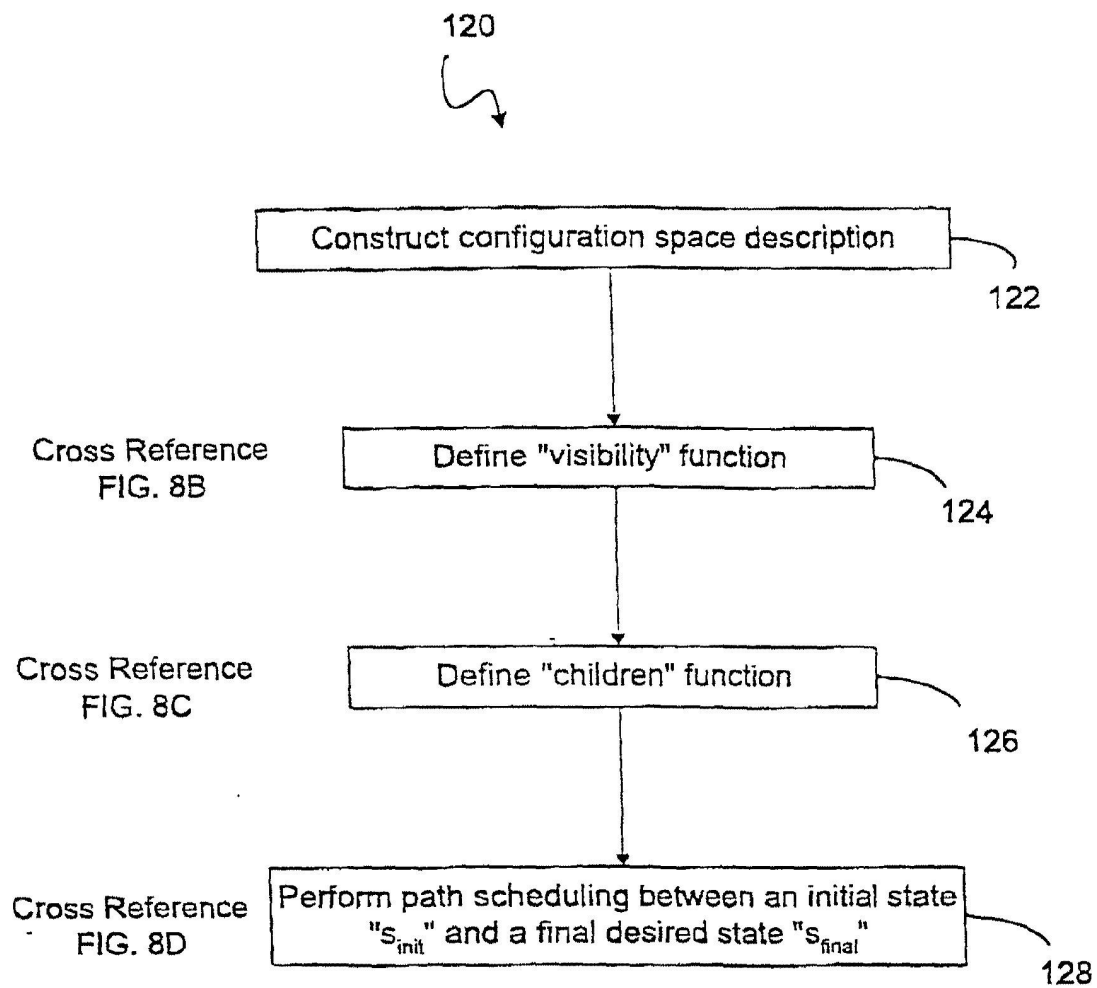 120
Construct configuration space description
122
Cross Reference
FIG. 8B
Define "visibility" function
124
Cross Reference
FIG. 8C
Define "children" function
126
Cross Reference
FIG. 8D
Perform path scheduling between an initial state
"s_init" and a final desired state "s_final"
128